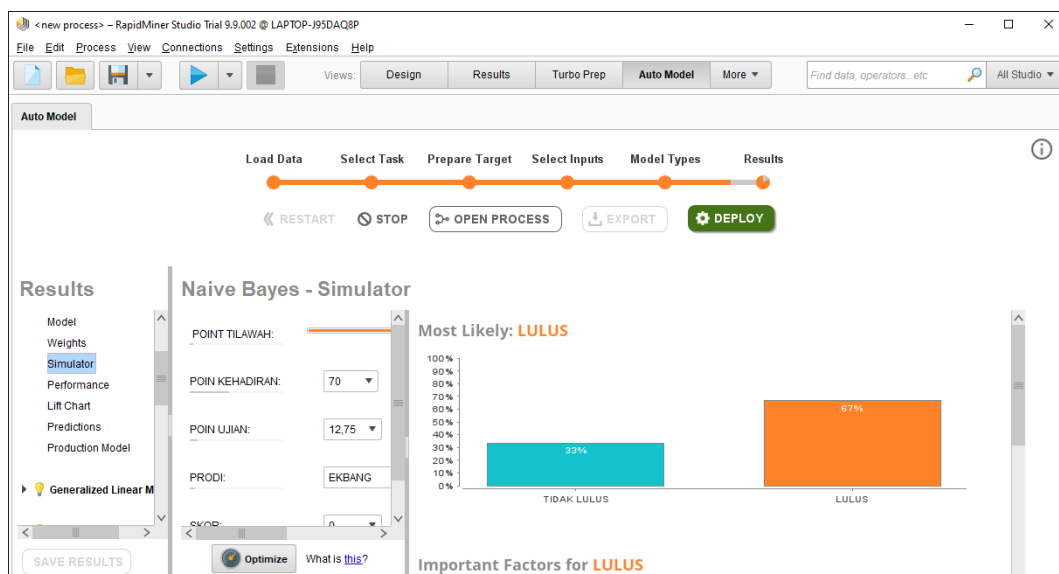 <new process> – RapidMiner Studio Trial 9.9.002 @ LAPTOP-J95DAQ8P
File Edit Process View Connections Settings Extensions Help
Views: Design Results Turbo Prep Auto Model More Find data, operators...etc All Studio
Auto Model
Load Data Select Task Prepare Target Select Inputs Model Types Results
RESTART STOP OPEN PROCESS EXPORT DEPLOY
Results
Model
Weights
Simulator
Performance
Lift Chart
Predictions
Production Model
Generalized Linear M
SAVE RESULTS
Naive Bayes - Simulator
POINT TILAWAH:
POIN KEHADIRAN: 70
POIN UJIAN: 12,75
PRODI: EKBANG
SKOR: 0
Optimize What is this?
Most Likely: LULUS
100%
90%
80%
70%
60%
50%
40%
30%
20%
10%
0%
33%
67%
TIDAK LULUS LULUS
Important Factors for LULUS